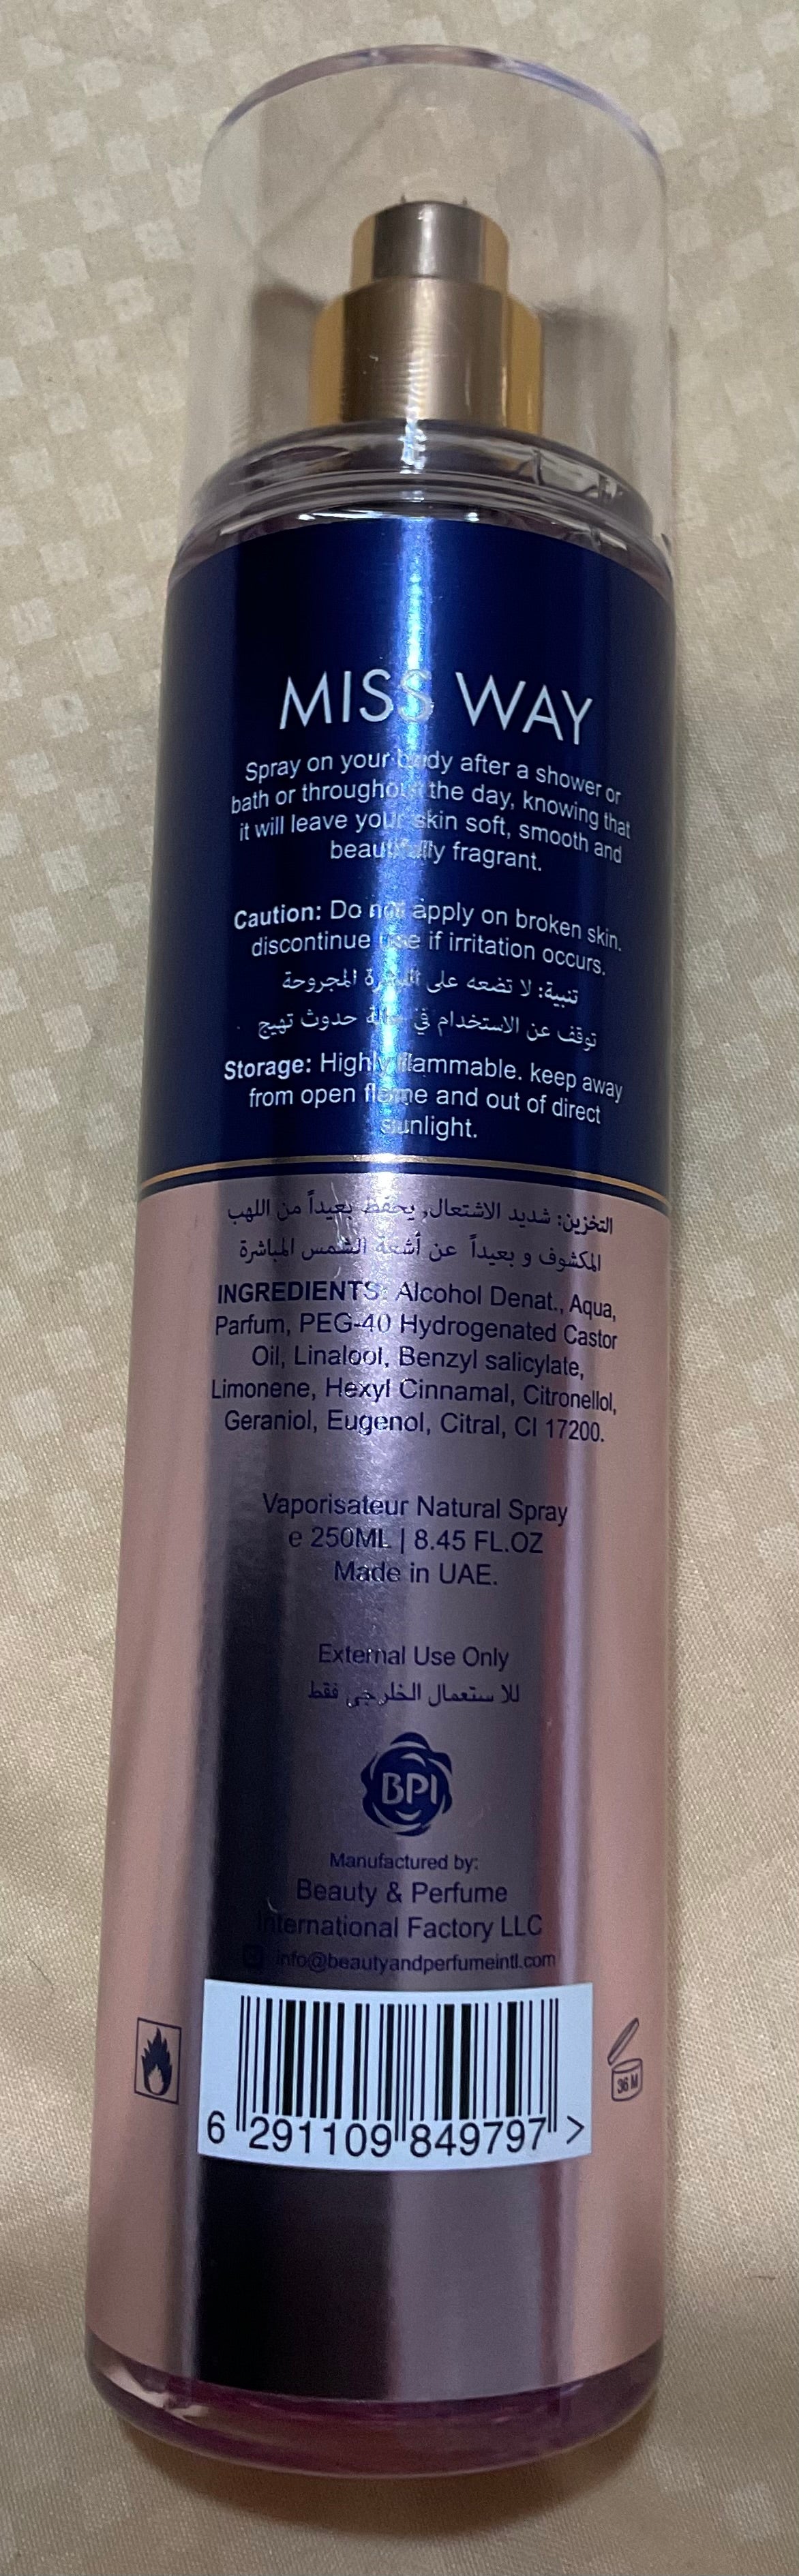 MISS WAY
Spray on your body after a shower or
bath or throughout the day, knowing that
it will leave your skin soft, smooth and
beautifully fragrant.
Caution: Do not apply on broken skin.
discontinue use if irritation occurs.
تنبية: لا تضعه على البشرة المجروحة
توقف عن الاستخدام في حالة حدوث تهيج
Storage: Highly flammable. keep away
from open flame and out of direct
sunlight.
التخزين: شديد الاشتعال, يحفظ بعيداً من اللهب
المكشوف و بعيداً عن أشعة الشمس المباشرة
INGREDIENTS: Alcohol Denat., Aqua,
Parfum, PEG-40 Hydrogenated Castor
Oil, Linalool, Benzyl salicylate,
Limonene, Hexyl Cinnamal, Citronellol,
Geraniol, Eugenol, Citral, CI 17200.
Vaporisateur Natural Spray
e 250ML | 8.45 FL.OZ
Made in UAE.
External Use Only
للاستعمال الخارجي فقط
BPI
Manufactured by:
Beauty & Perfume
International Factory LLC
info@beautyandperfumeintl.com
36 M
6 291109 849797 >